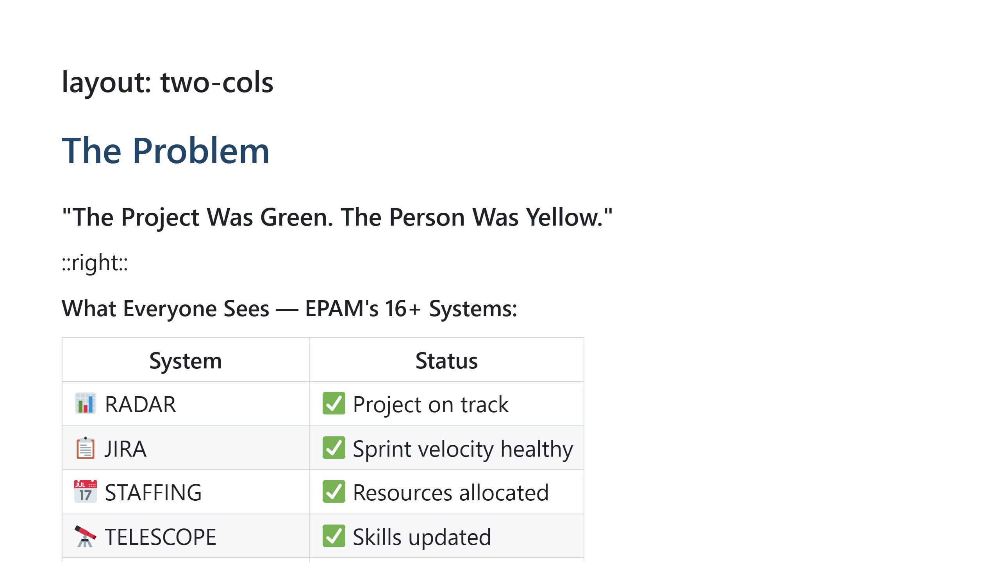 layout: two-cols
The Problem
"The Project Was Green. The Person Was Yellow."
::right::
What Everyone Sees — EPAM's 16+ Systems:
System Status
📊 RADAR ✅ Project on track
📋 JIRA ✅ Sprint velocity healthy
📅 STAFFING ✅ Resources allocated
🔭 TELESCOPE ✅ Skills updated